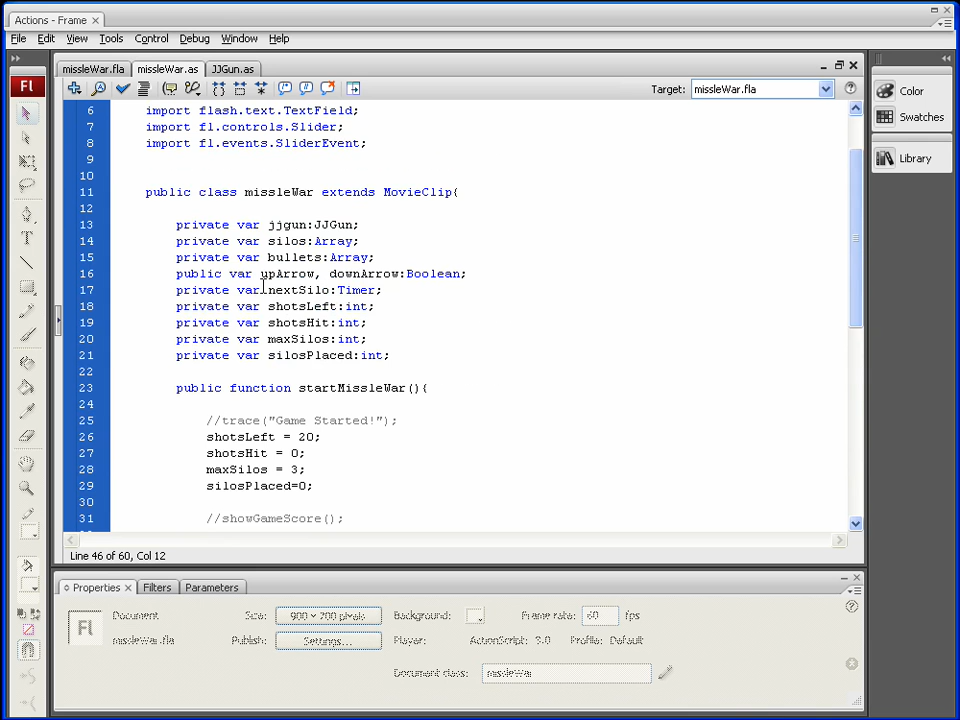 Actions - Frame
File Edit View Tools Control Debug Window Help
missleWar.fla missleWar.as JJGun.as
Fl
Target: missleWar.fla
Color
Swatches
Library
6 import flash.text.TextField;
7 import fl.controls.Slider;
8 import fl.events.SliderEvent;
9
10
11 public class missleWar extends MovieClip{
12
13 private var jjgun:JJGun;
14 private var silos:Array;
15 private var bullets:Array;
16 public var upArrow, downArrow:Boolean;
17 private var nextSilo:Timer;
18 private var shotsLeft:int;
19 private var shotsHit:int;
20 private var maxSilos:int;
21 private var silosPlaced:int;
22
23 public function startMissleWar(){
24
25 //trace("Game Started!");
26 shotsLeft = 20;
27 shotsHit = 0;
28 maxSilos = 3;
29 silosPlaced=0;
30
31 //showGameScore();
Line 46 of 60, Col 12
Properties Filters Parameters
Fl
Document
missleWar.fla
Size: 900 x 700 pixels
Background:
Frame rate: 60 fps
Publish: Settings...
Player: ActionScript: 3.0 Profile: Default
Document class: missleWar